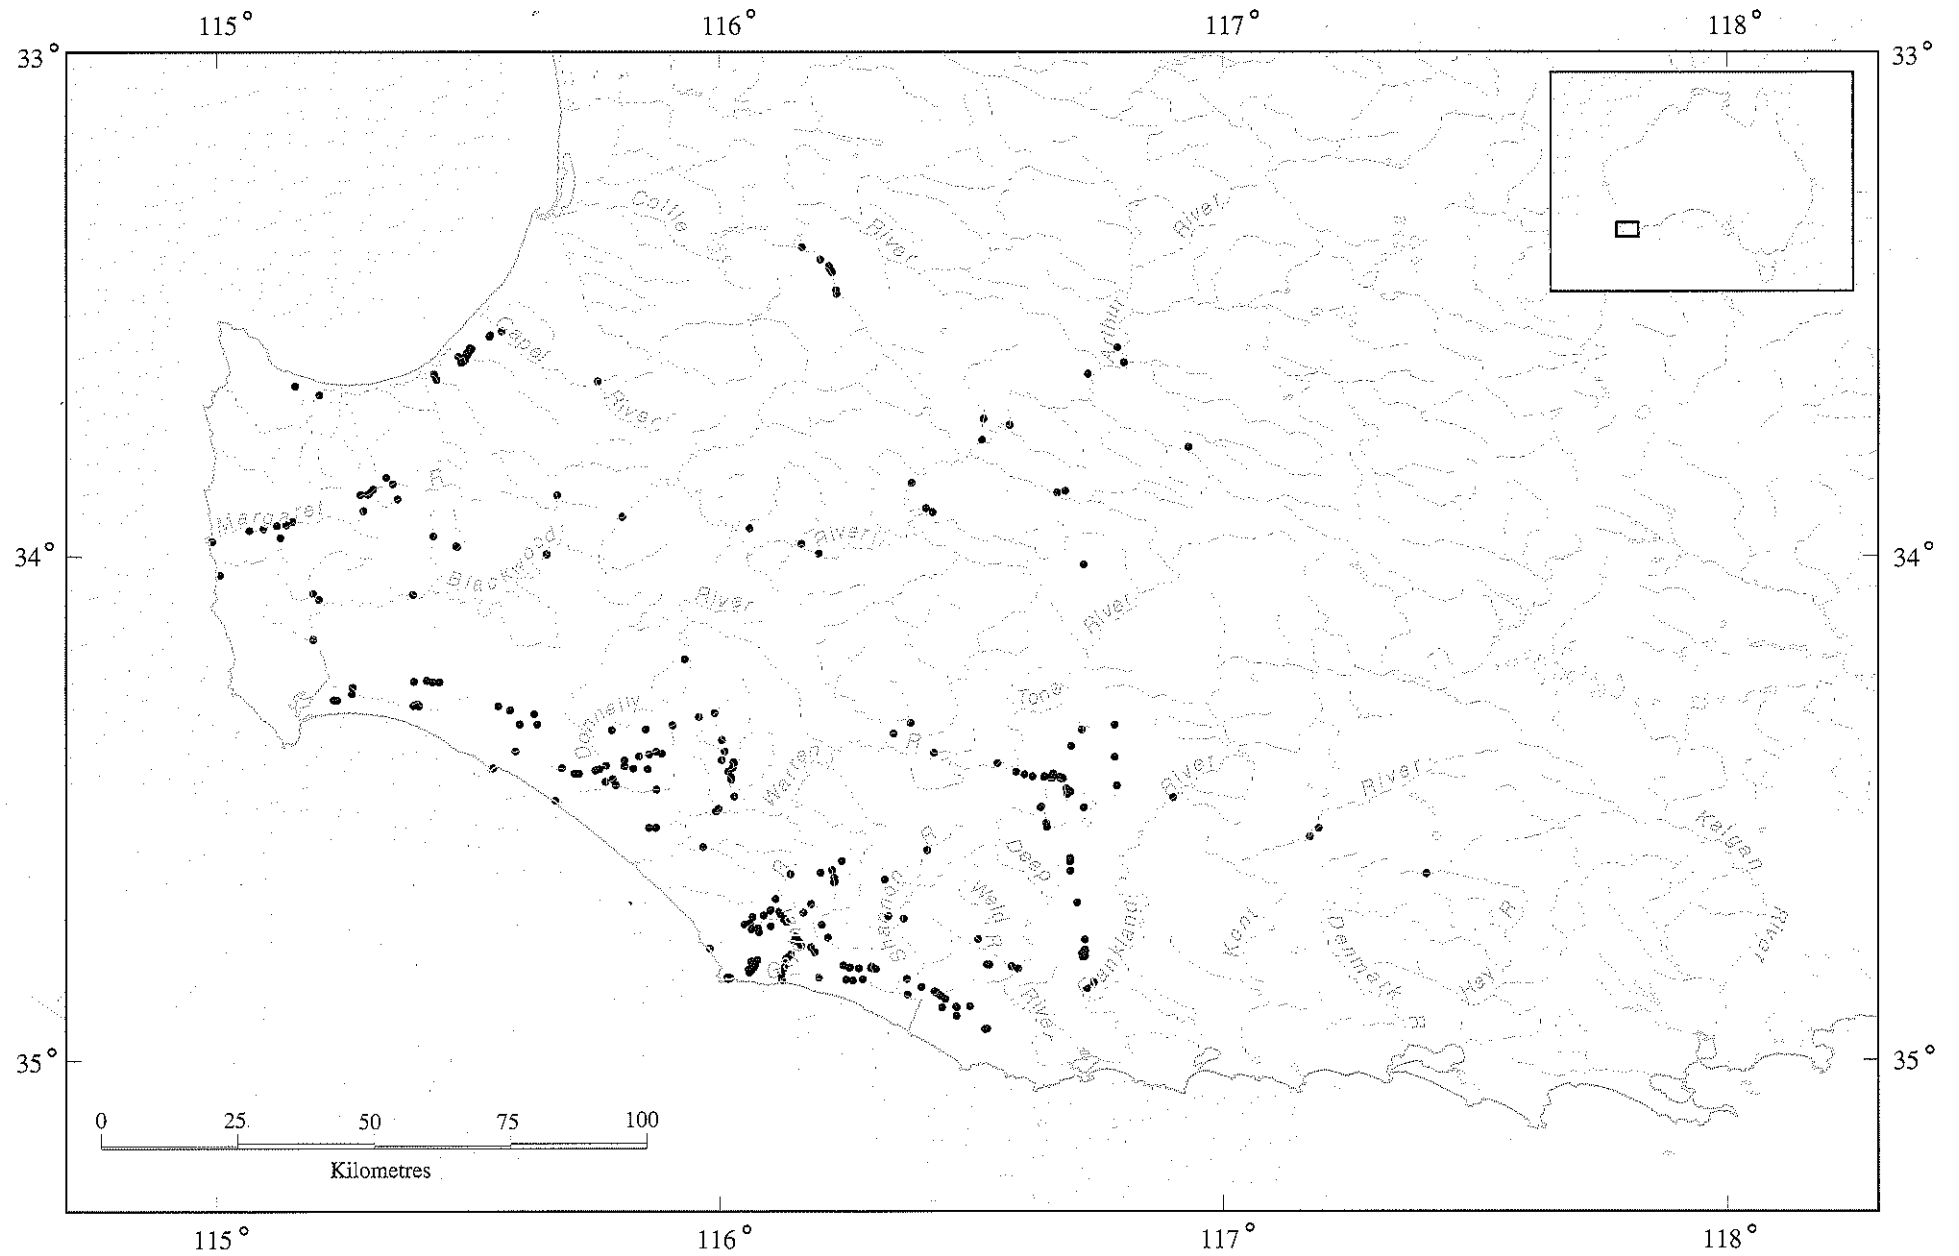 115° 116° 117° 118°
33° 33°
Collie
River
River
Arthur
Capel
River
R
Margaret
34° 34°
Blackwood
River
River
River
Tone
Donnelly
R
Warren
River
River
R
Kalgan
Deep
R
Weld
R
Shannon
Frankland
Kent
R
Denmark
River
Hay
River
R
35° 35°
0 25 50 75 100
Kilometres
115° 116° 117° 118°